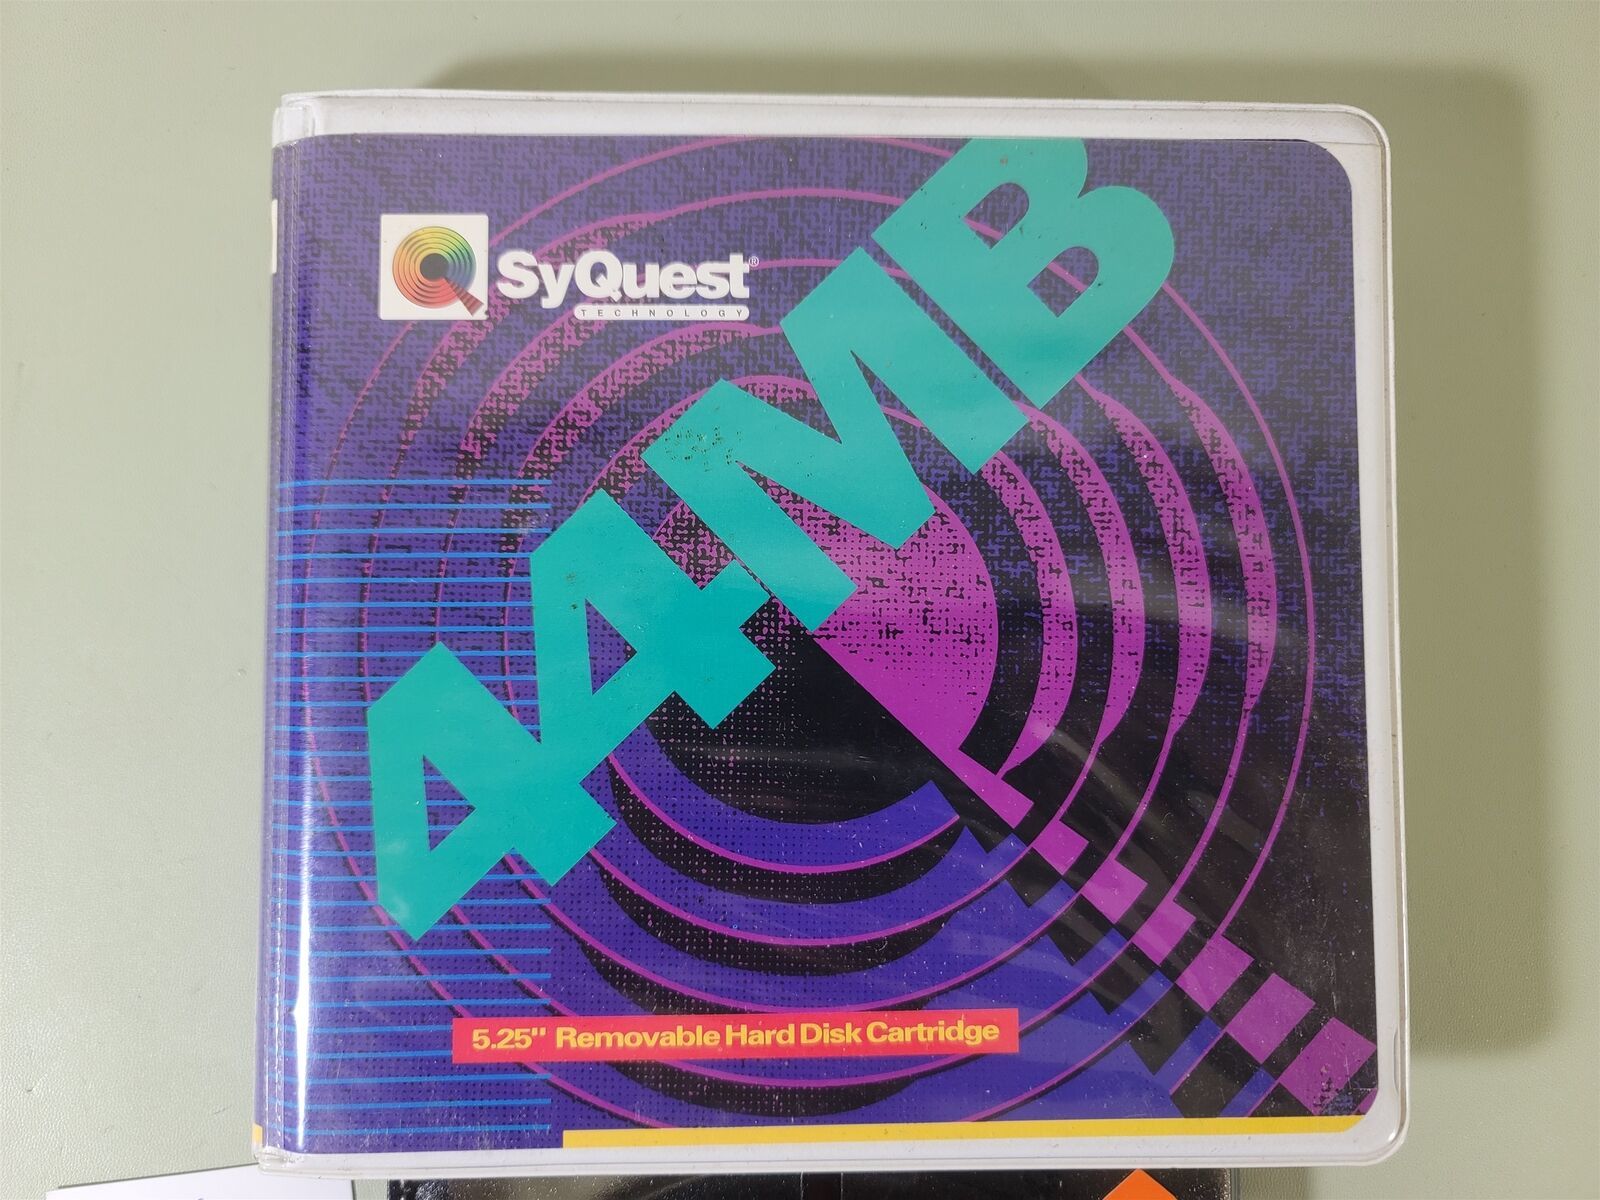 SyQuest®
TECHNOLOGY
44MB
5.25" Removable Hard Disk Cartridge